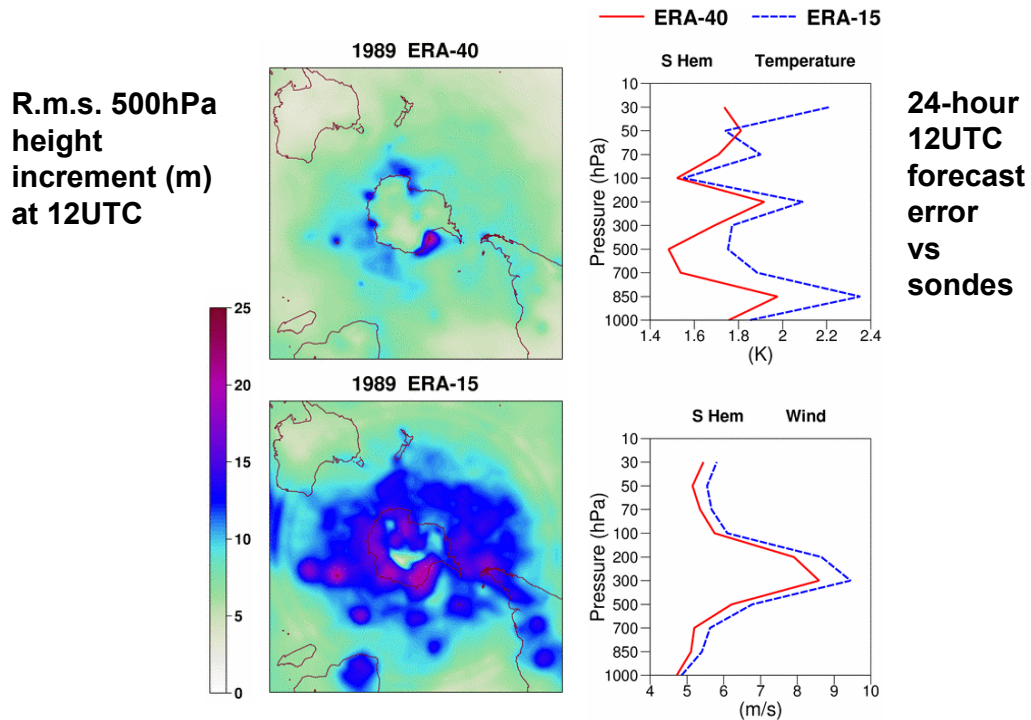 ERA-40 ERA-15
1989 ERA-40
S Hem Temperature
R.m.s. 500hPa
height
increment (m)
at 12UTC
24-hour
12UTC
forecast
error
vs
sondes
Pressure (hPa)
10
30
50
70
100
200
300
500
700
850
1000
1.4 1.6 1.8 2 2.2 2.4
(K)
25
20
15
10
5
0
1989 ERA-15
S Hem Wind
Pressure (hPa)
10
30
50
70
100
200
300
500
700
850
1000
4 5 6 7 8 9 10
(m/s)